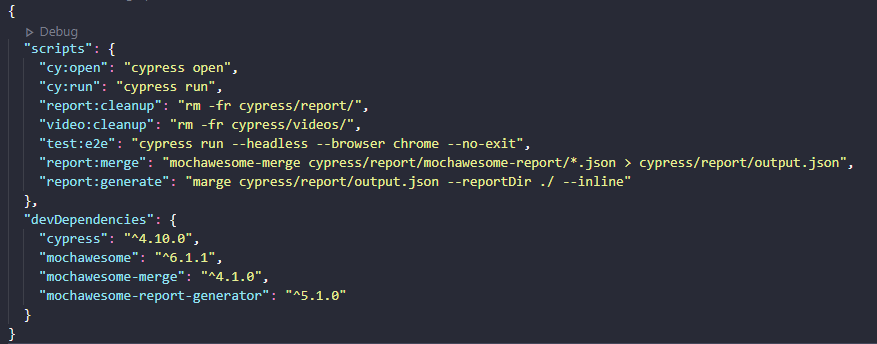 {
Debug
"scripts": {
"cy:open": "cypress open",
"cy:run": "cypress run",
"report:cleanup": "rm -fr cypress/report/",
"video:cleanup": "rm -fr cypress/videos/",
"test:e2e": "cypress run --headless --browser chrome --no-exit",
"report:merge": "mochawesome-merge cypress/report/mochawesome-report/*.json > cypress/report/output.json",
"report:generate": "marge cypress/report/output.json --reportDir ./ --inline"
},
"devDependencies": {
"cypress": "^4.10.0",
"mochawesome": "^6.1.1",
"mochawesome-merge": "^4.1.0",
"mochawesome-report-generator": "^5.1.0"
}
}